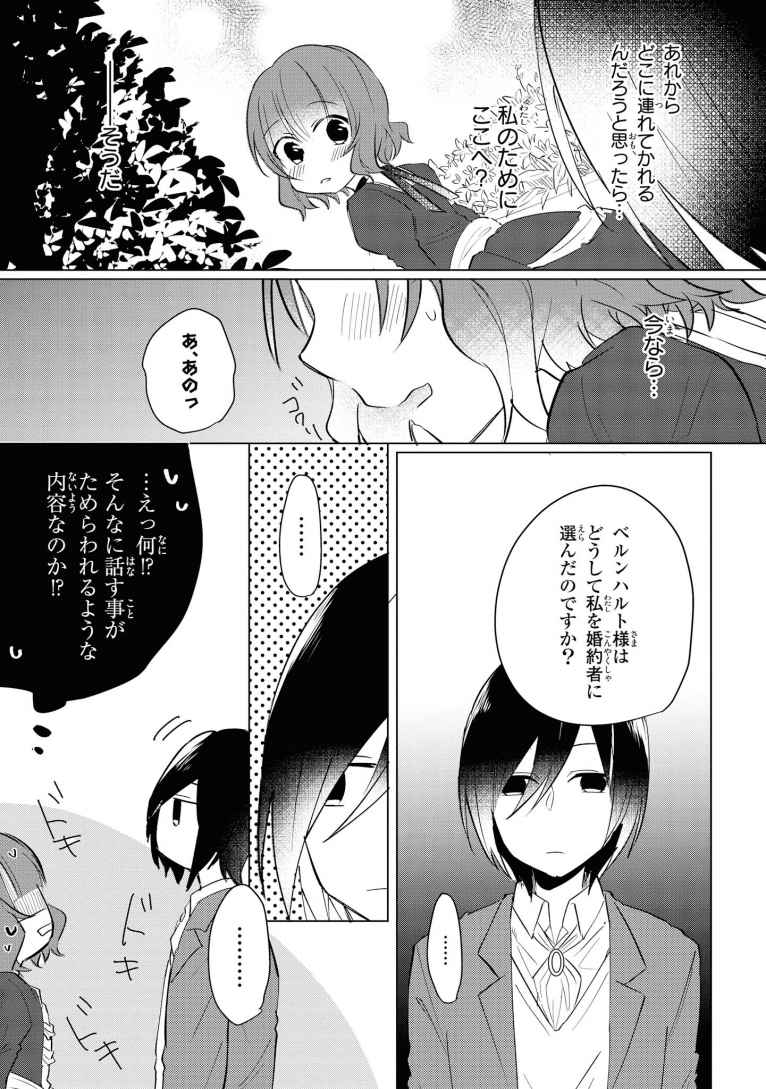 あれから
どこに連れてかれる
んだろうと思ったら…
私のために
ここへ？
――そうだ
今なら…
あ、あのっ
ゴクッ
ベルンハルト様は
どうして私を婚約者に
選んだのですか？
……
……
…えっ何!?
そんなに話す事が
ためらわれるような
内容なのか!?
……
ドキ
ドキ